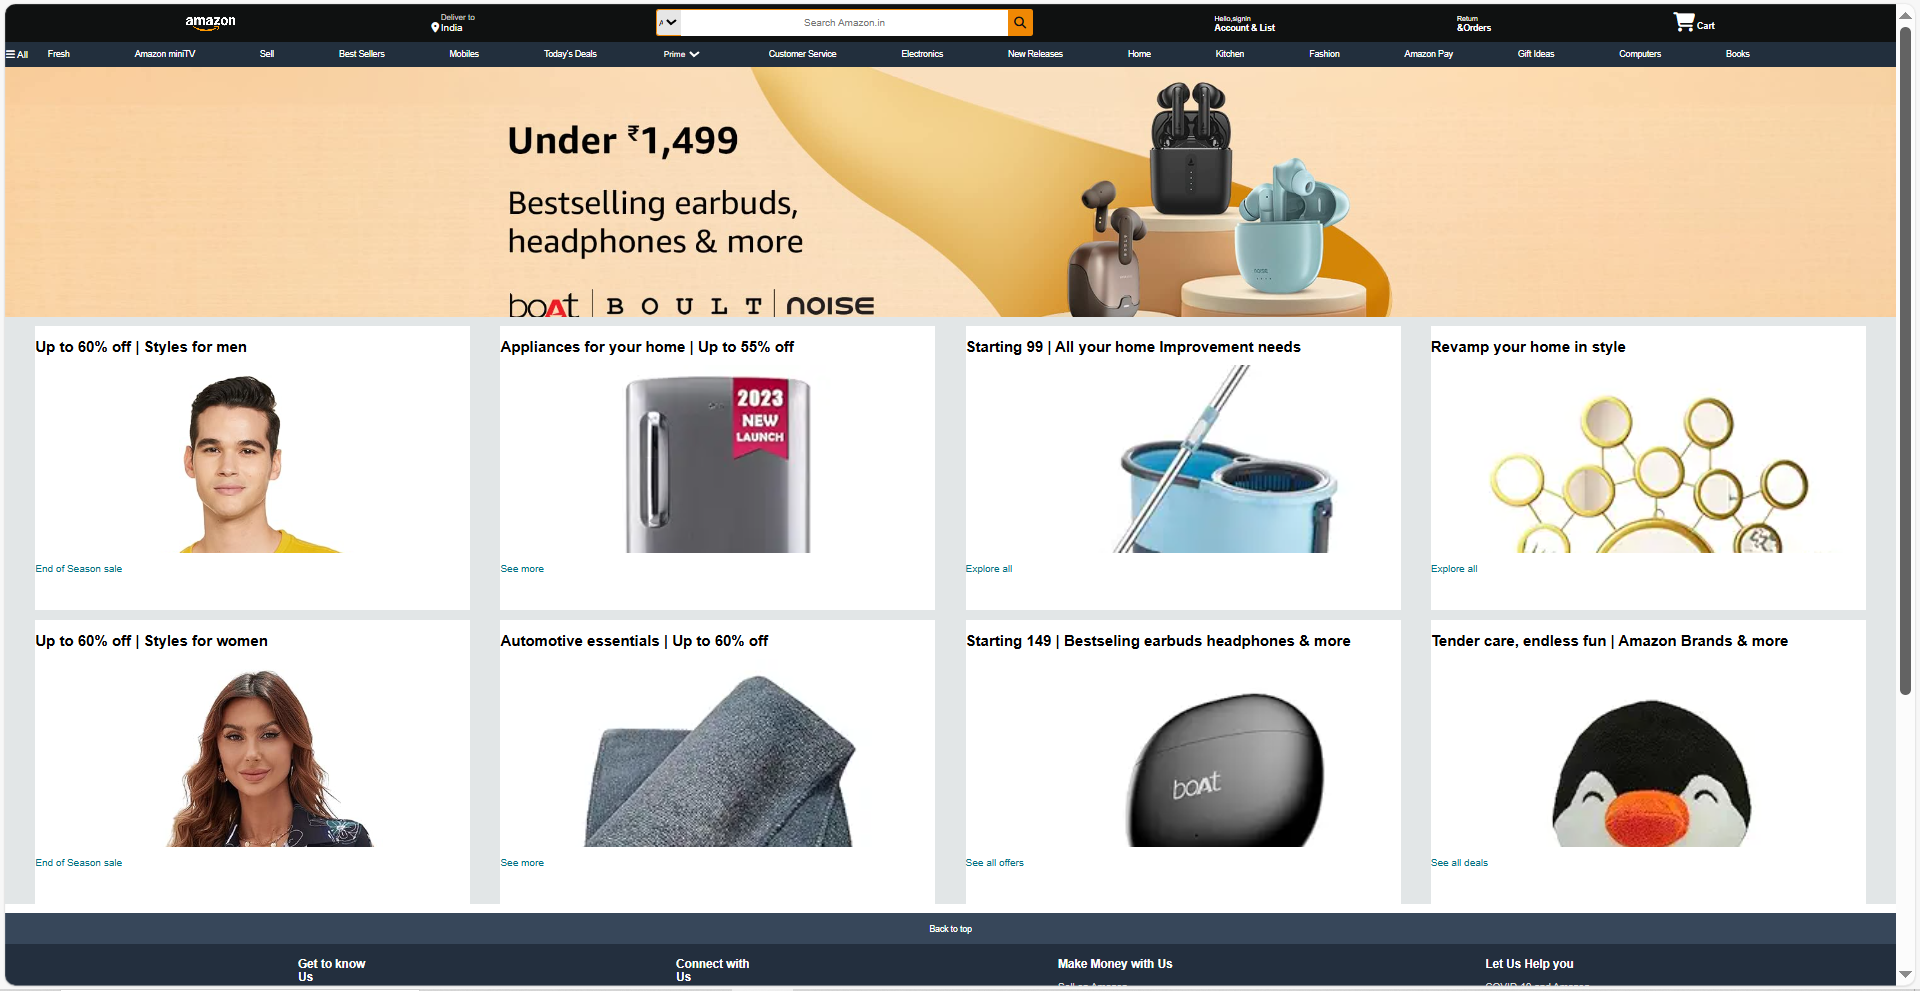 amazon
Deliver to
India
Search Amazon.in
Hello,signin
Account & List
Return
&Orders
Cart
All
Fresh
Amazon miniTV
Sell
Best Sellers
Mobiles
Today's Deals
Prime
Customer Service
Electronics
New Releases
Home
Kitchen
Fashion
Amazon Pay
Gift Ideas
Computers
Books
Under ₹1,499
Bestselling earbuds,
headphones & more
boAt | BOULT | noise
Up to 60% off | Styles for men
End of Season sale
Appliances for your home | Up to 55% off
2023
NEW
LAUNCH
See more
Starting 99 | All your home Improvement needs
Explore all
Revamp your home in style
Explore all
Up to 60% off | Styles for women
End of Season sale
Automotive essentials | Up to 60% off
See more
Starting 149 | Bestseling earbuds headphones & more
boAt
See all offers
Tender care, endless fun | Amazon Brands & more
See all deals
Back to top
Get to know
Us
Connect with
Us
Make Money with Us
Let Us Help you